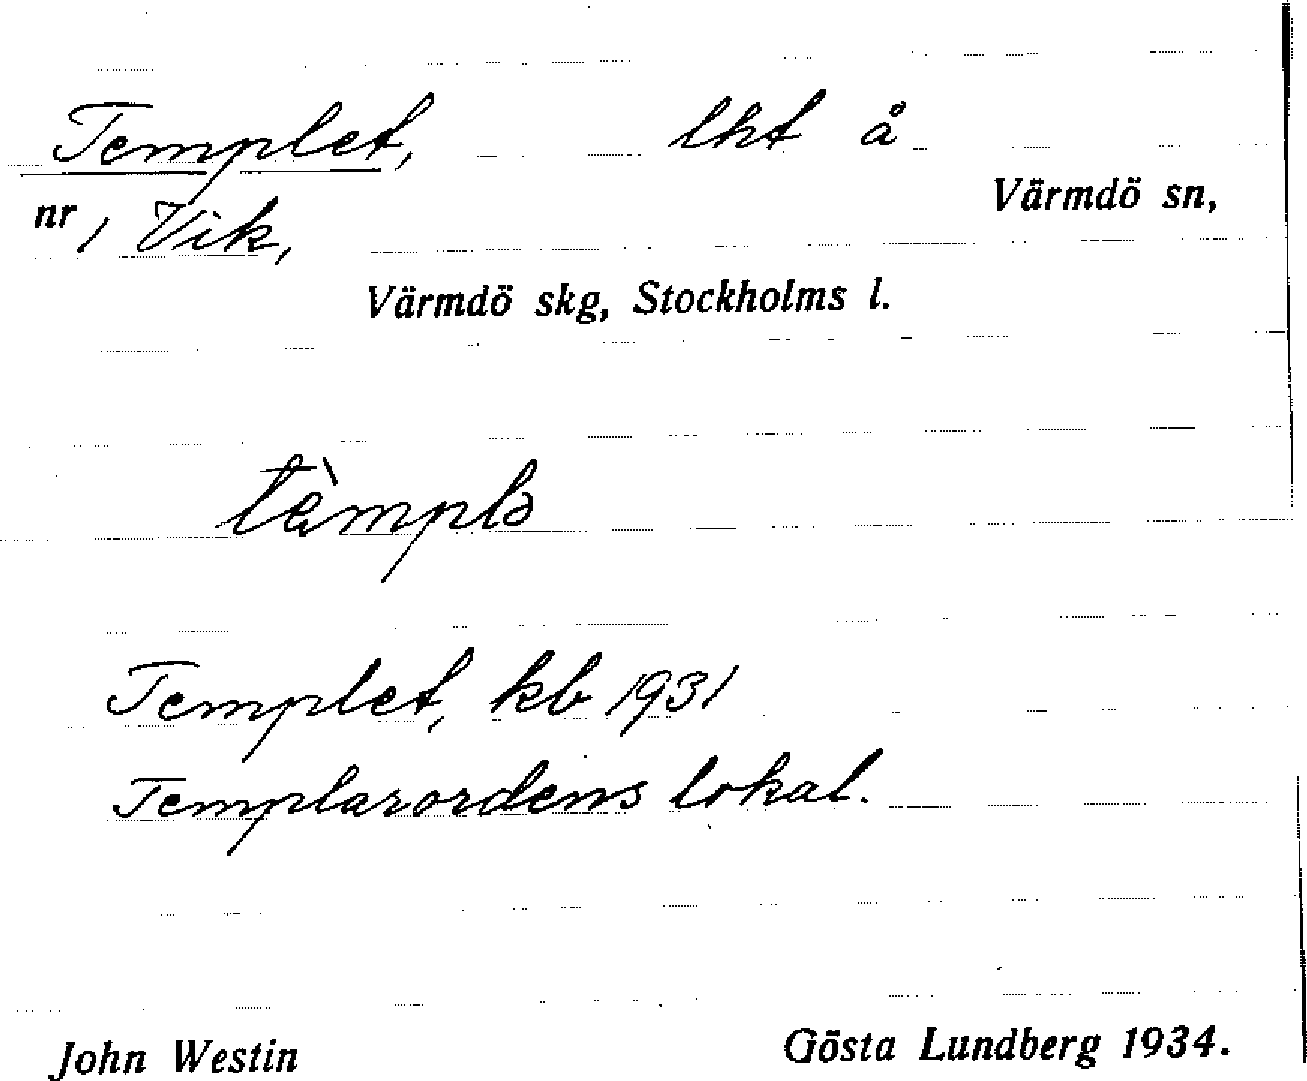 Templet, lht å
nr 1 Vik, Värmdö sn,
Värmdö skg, Stockholms l.
tèmplə
Templet, kb 1931
Templarordens lokal.
John Westin Gösta Lundberg 1934.